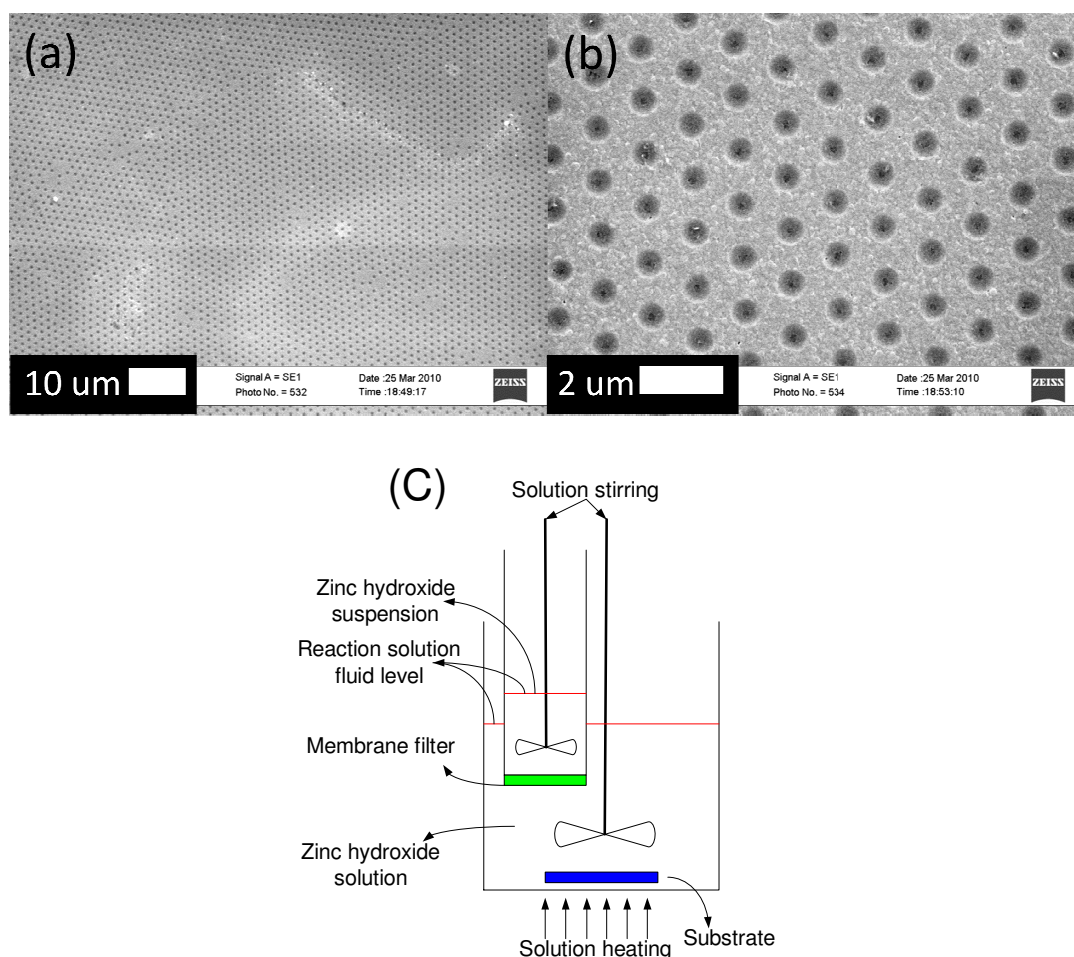 (a)
10 um
Signal A = SE1
Photo No. = 532
Date :25 Mar 2010
Time :18:49:17
ZEISS
(b)
2 um
Signal A = SE1
Photo No. = 534
Date :25 Mar 2010
Time :18:53:10
ZEISS
(C)
Solution stirring
Zinc hydroxide
suspension
Reaction solution
fluid level
Membrane filter
Zinc hydroxide
solution
Solution heating
Substrate